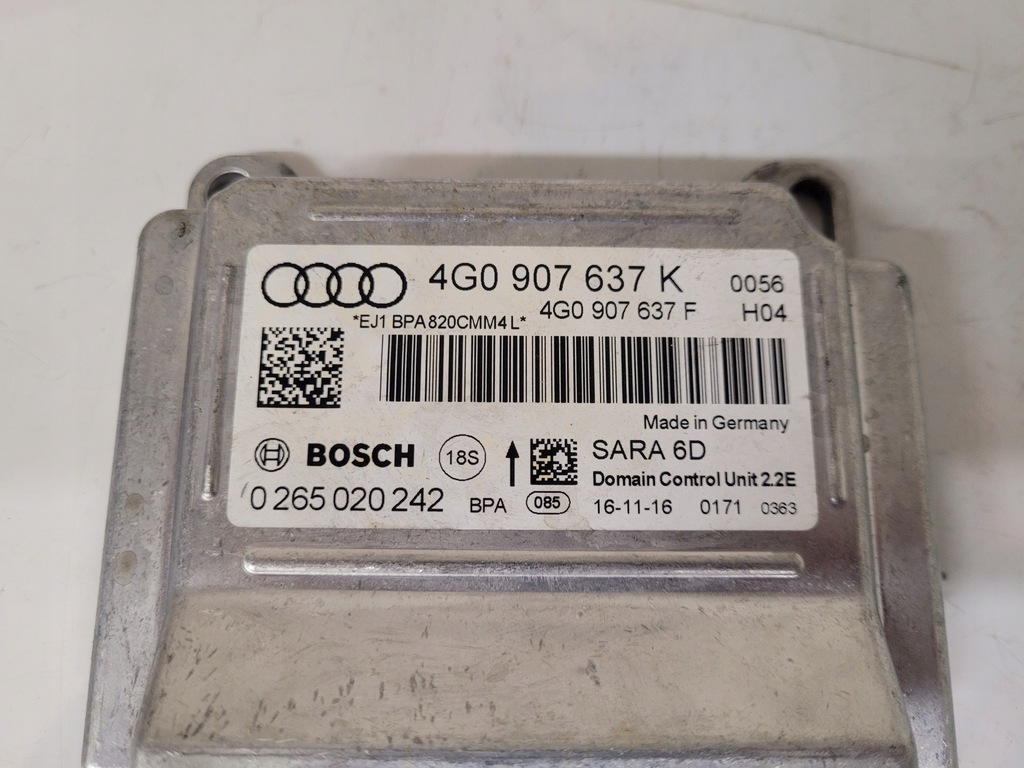 4G0 907 637 K 0056
4G0 907 637 F H04
*EJ1 BPA820CMM4L*
Made in Germany
BOSCH 18S SARA 6D
Domain Control Unit 2.2E
0 265 020 242 BPA 085 16-11-16 0171 0363